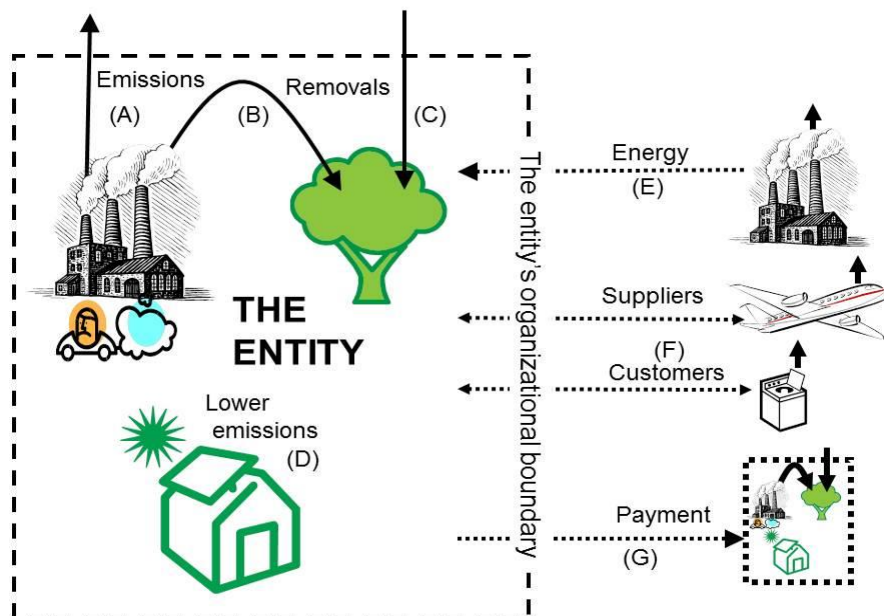 Emissions
(A)
(B)
Removals
(C)
THE
ENTITY
Lower
emissions
(D)
The entity's organizational boundary
Energy
(E)
Suppliers
(F)
Customers
Payment
(G)